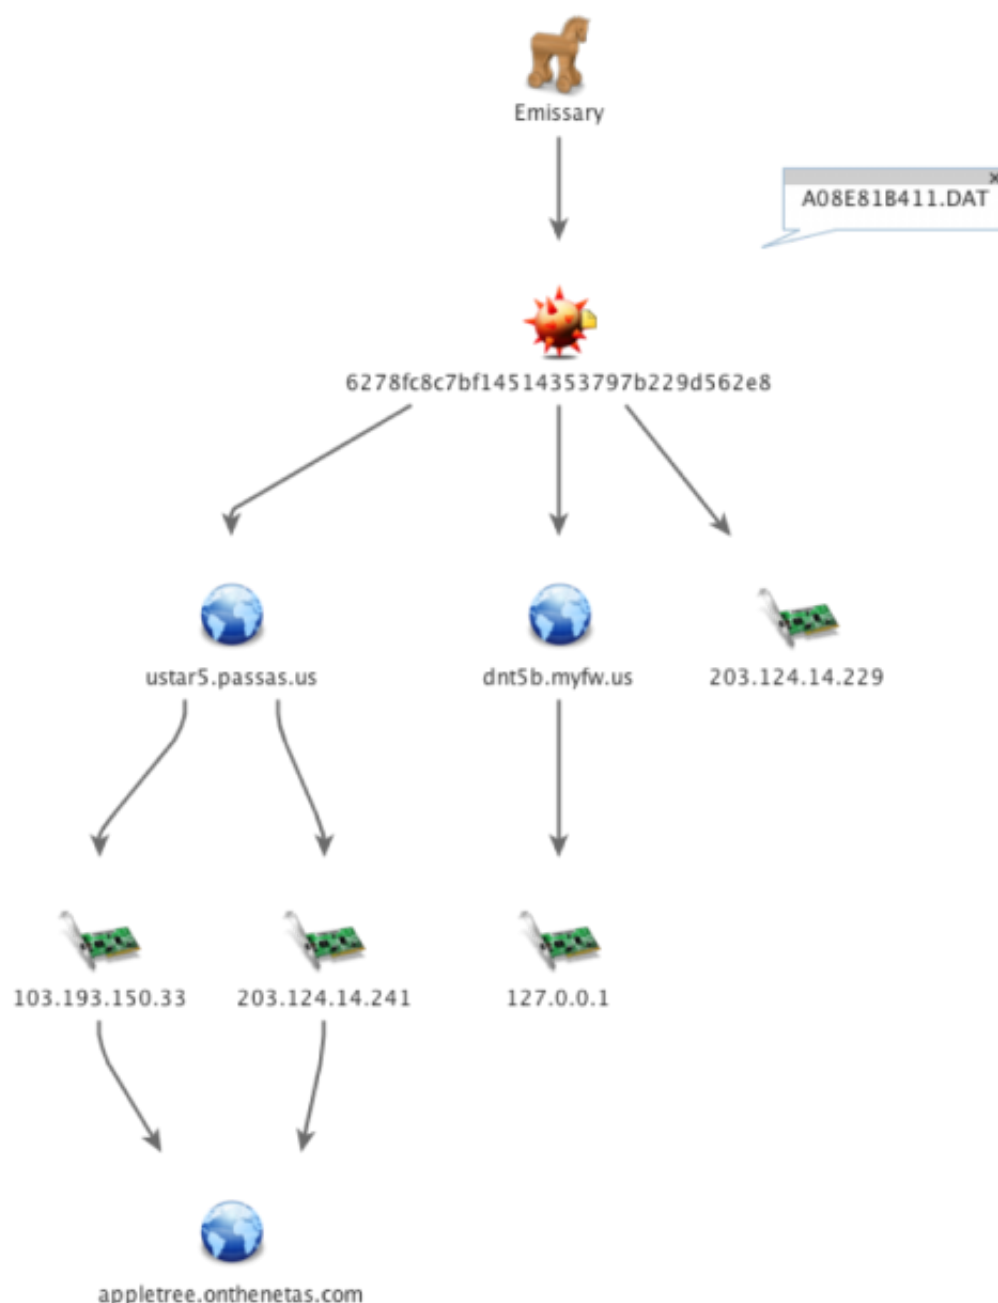 Emissary
A08E81B411.DAT
6278fc8c7bf14514353797b229d562e8
ustar5.passas.us
dnt5b.myfw.us
203.124.14.229
103.193.150.33
203.124.14.241
127.0.0.1
appletree.onthenetas.com